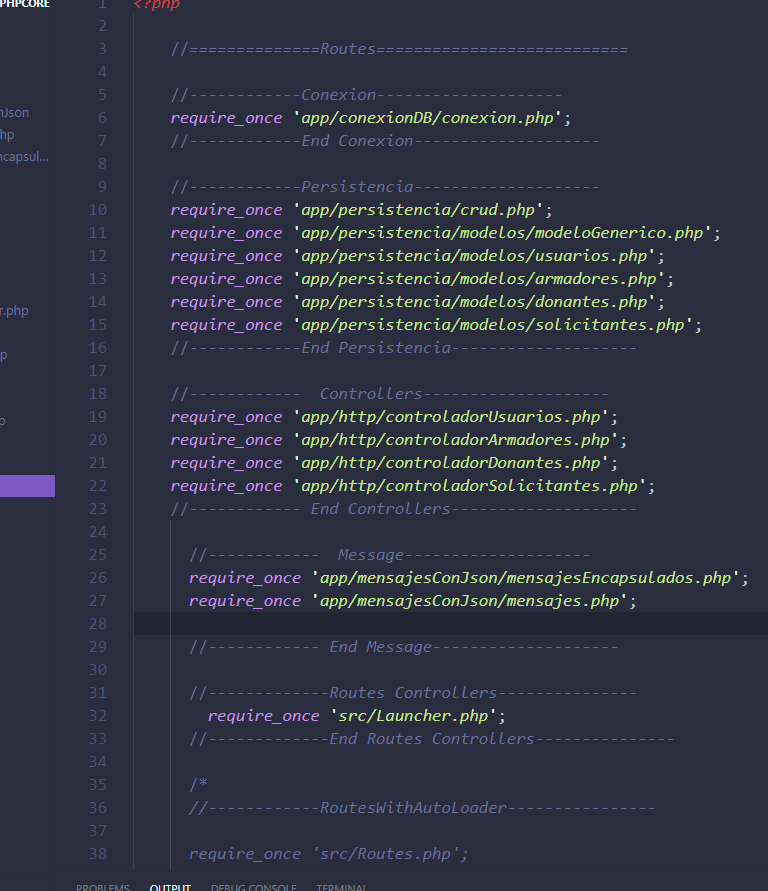 PHPCORE
nJson
hp
ncapsul...
r.php
p
p
1 <?php
2
3 //==============Routes===========================
4
5 //------------Conexion--------------------
6 require_once 'app/conexionDB/conexion.php';
7 //------------End Conexion--------------------
8
9 //------------Persistencia--------------------
10 require_once 'app/persistencia/crud.php';
11 require_once 'app/persistencia/modelos/modeloGenerico.php';
12 require_once 'app/persistencia/modelos/usuarios.php';
13 require_once 'app/persistencia/modelos/armadores.php';
14 require_once 'app/persistencia/modelos/donantes.php';
15 require_once 'app/persistencia/modelos/solicitantes.php';
16 //------------End Persistencia--------------------
17
18 //------------  Controllers--------------------
19 require_once 'app/http/controladorUsuarios.php';
20 require_once 'app/http/controladorArmadores.php';
21 require_once 'app/http/controladorDonantes.php';
22 require_once 'app/http/controladorSolicitantes.php';
23 //------------ End Controllers--------------------
24
25 //------------  Message--------------------
26 require_once 'app/mensajesConJson/mensajesEncapsulados.php';
27 require_once 'app/mensajesConJson/mensajes.php';
28
29 //------------ End Message--------------------
30
31 //-------------Routes Controllers---------------
32 require_once 'src/Launcher.php';
33 //-------------End Routes Controllers---------------
34
35 /*
36 //------------RoutesWithAutoLoader----------------
37
38 require_once 'src/Routes.php';
PROBLEMS OUTPUT DEBUG CONSOLE TERMINAL